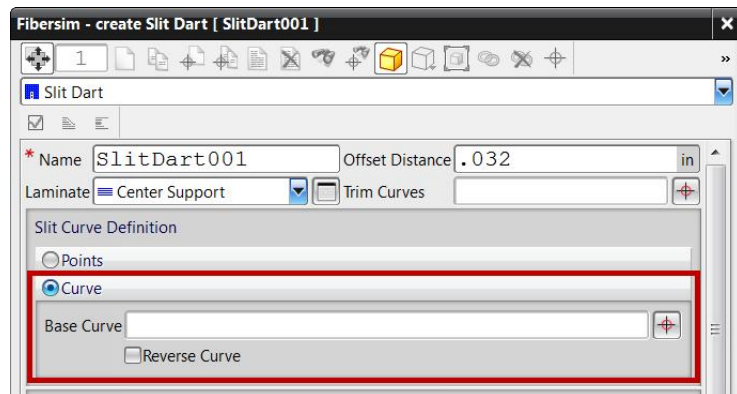 Fibersim - create Slit Dart [ SlitDart001 ]
1
Slit Dart
* Name SlitDart001 Offset Distance .032 in
Laminate Center Support Trim Curves
Slit Curve Definition
Points
Curve
Base Curve
Reverse Curve